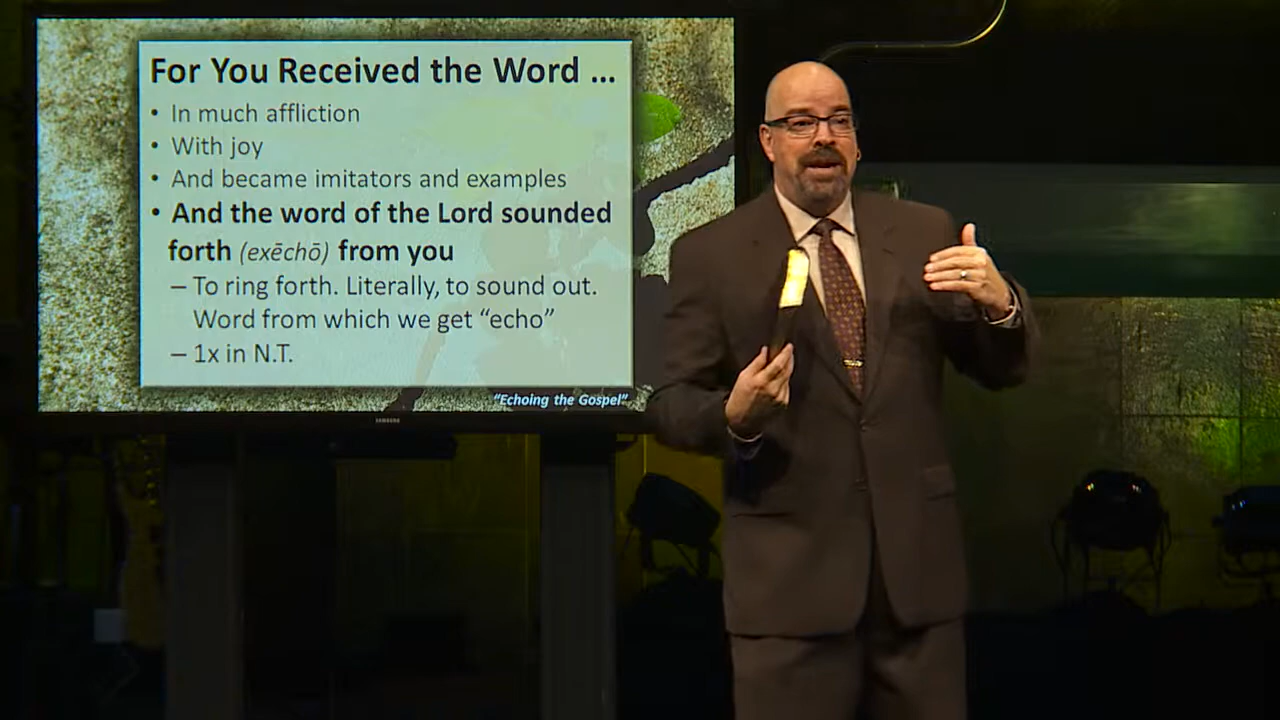 For You Received the Word ...
• In much affliction
• With joy
• And became imitators and examples
• And the word of the Lord sounded
forth (exēchō) from you
– To ring forth. Literally, to sound out.
Word from which we get “echo”
– 1x in N.T.
“Echoing the Gospel”
SAMSUNG